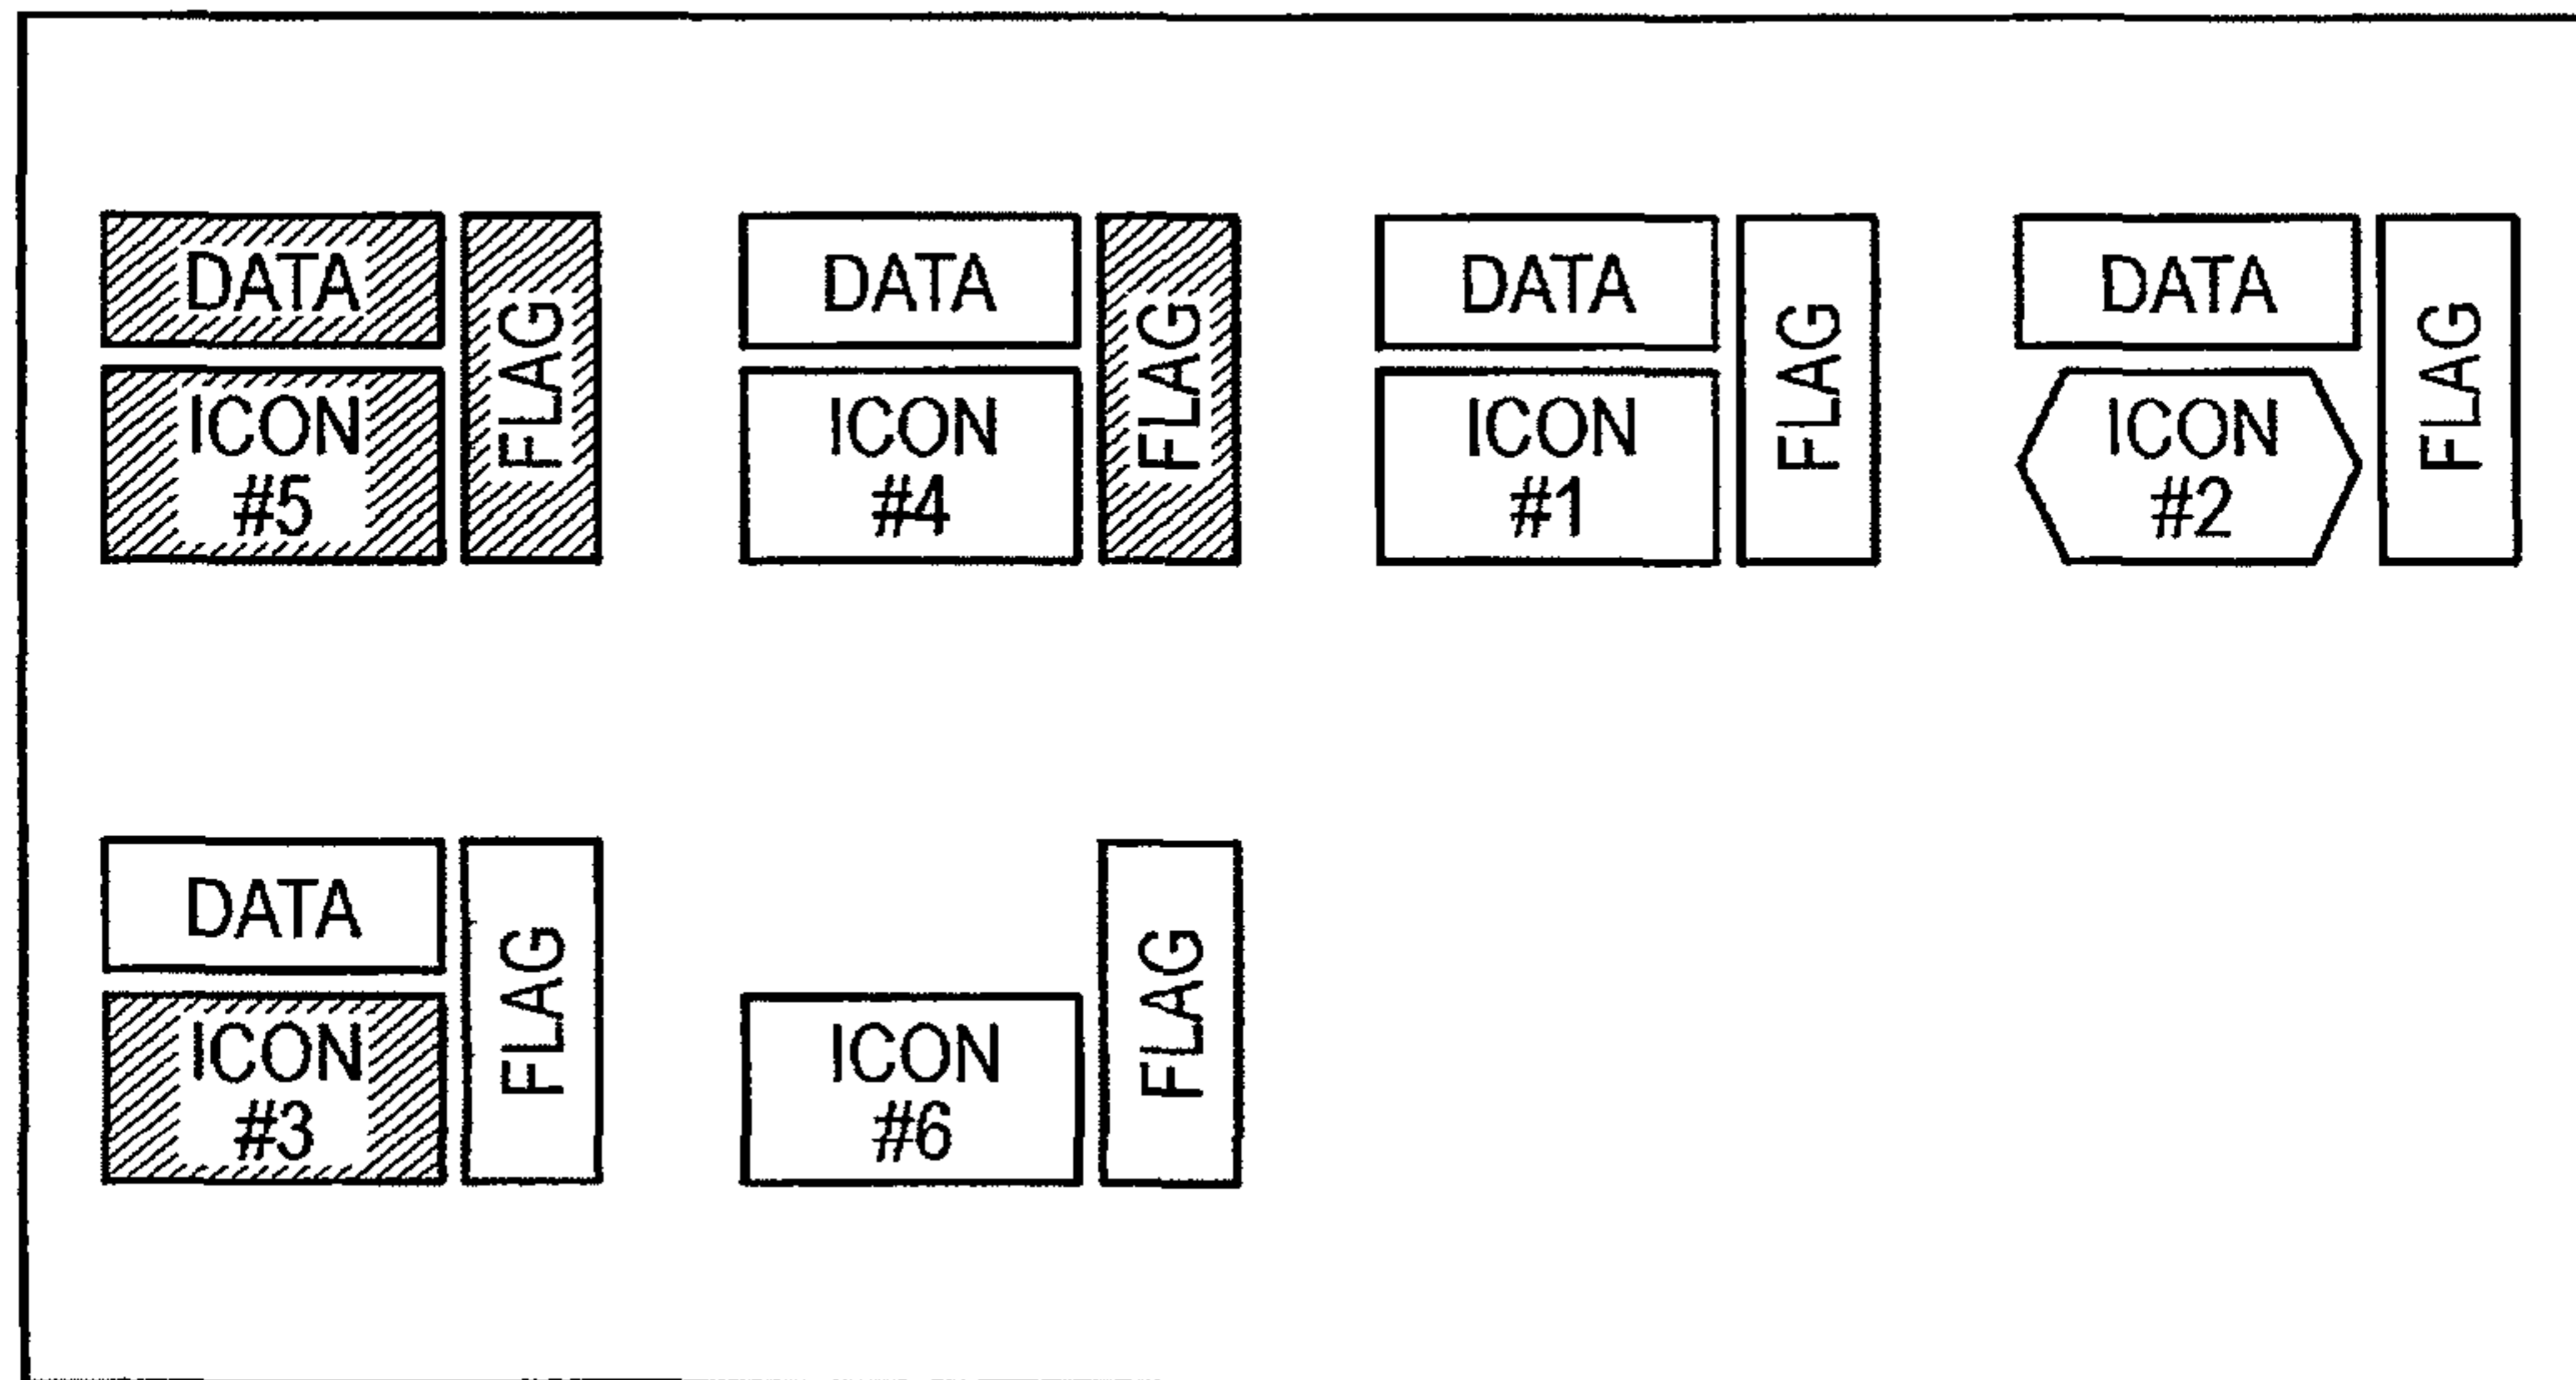 DATA
FLAG
ICON
#5
DATA
FLAG
ICON
#4
DATA
FLAG
ICON
#1
DATA
FLAG
ICON
#2
DATA
FLAG
ICON
#3
FLAG
ICON
#6